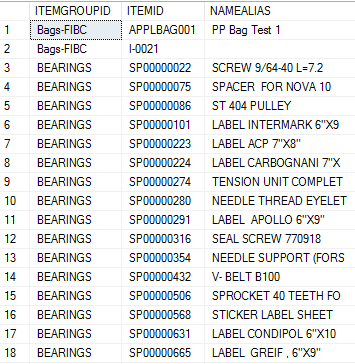 ITEMGROUPID ITEMID NAMEALIAS
1 Bags-FIBC APPLBAG001 PP Bag Test 1
2 Bags-FIBC I-0021
3 BEARINGS SP00000022 SCREW 9/64-40 L=7.2
4 BEARINGS SP00000075 SPACER FOR NOVA 10
5 BEARINGS SP00000086 ST 404 PULLEY
6 BEARINGS SP00000101 LABEL INTERMARK 6"X9
7 BEARINGS SP00000223 LABEL ACP 7"X8"
8 BEARINGS SP00000224 LABEL CARBOGNANI 7"X
9 BEARINGS SP00000274 TENSION UNIT COMPLET
10 BEARINGS SP00000280 NEEDLE THREAD EYELET
11 BEARINGS SP00000291 LABEL APOLLO 6"X9"
12 BEARINGS SP00000316 SEAL SCREW 770918
13 BEARINGS SP00000354 NEEDLE SUPPORT (FORS
14 BEARINGS SP00000432 V- BELT B100
15 BEARINGS SP00000506 SPROCKET 40 TEETH FO
16 BEARINGS SP00000568 STICKER LABEL SHEET
17 BEARINGS SP00000631 LABEL CONDIPOL 6"X10
18 BEARINGS SP00000665 LABEL GREIF , 6"X9"